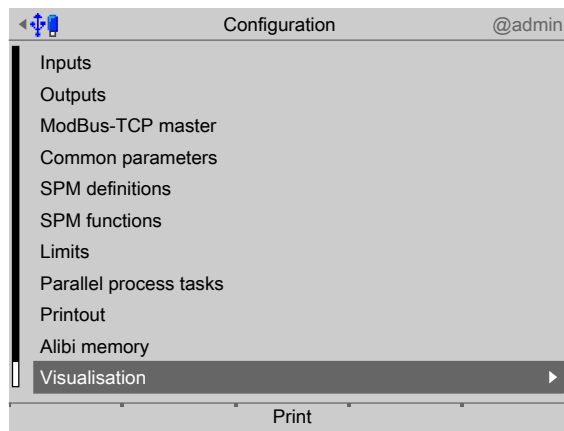 Configuration @admin
Inputs
Outputs
ModBus-TCP master
Common parameters
SPM definitions
SPM functions
Limits
Parallel process tasks
Printout
Alibi memory
Visualisation
Print